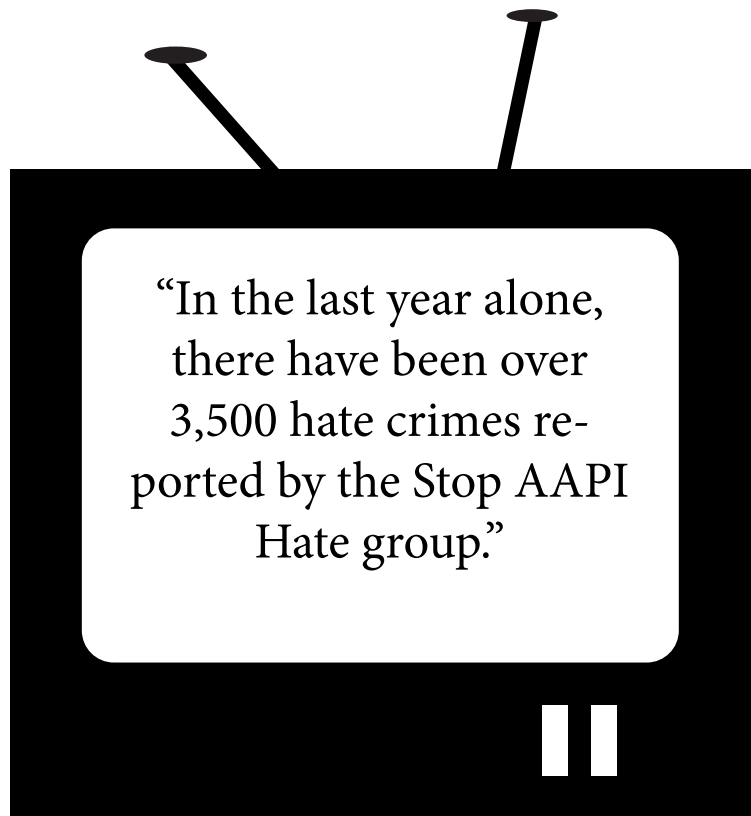 “In the last year alone,
there have been over
3,500 hate crimes re-
ported by the Stop AAPI
Hate group.”